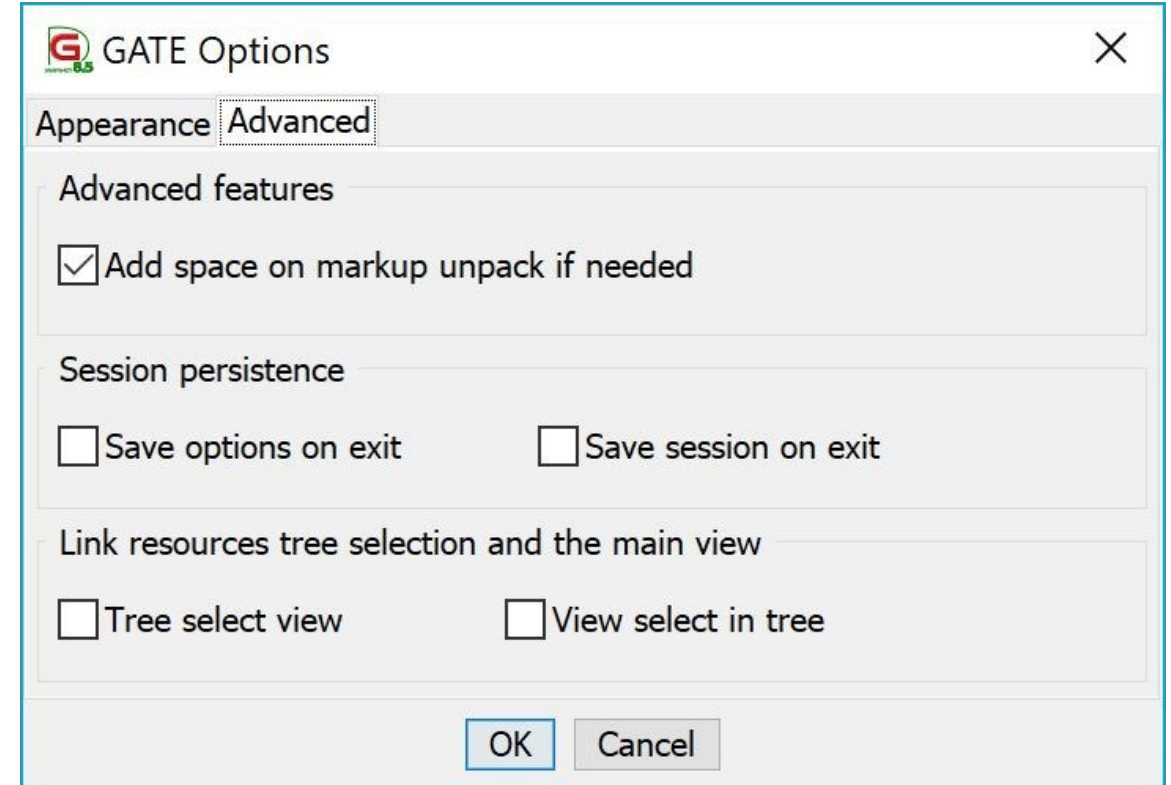 GATE Options
Appearance Advanced
Advanced features
Add space on markup unpack if needed
Session persistence
Save options on exit Save session on exit
Link resources tree selection and the main view
Tree select view View select in tree
OK Cancel